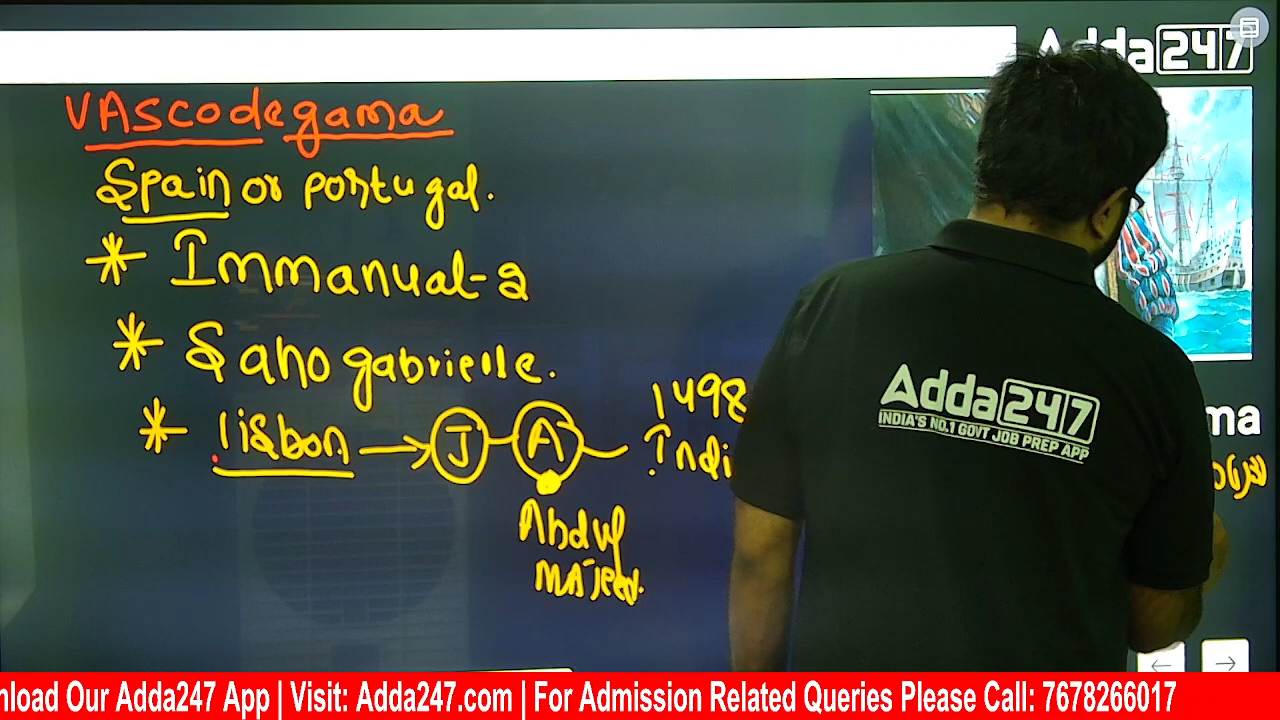 Adda247
VAscodegama
Spain or portugal.
* Immanual-2
* Sano gabrielle.
* lisbon → J - A -
1498
Indi
Abdul
MAjeed.
ma
Adda247
INDIA'S NO.1 GOVT JOB PREP APP
nload Our Adda247 App | Visit: Adda247.com | For Admission Related Queries Please Call: 7678266017